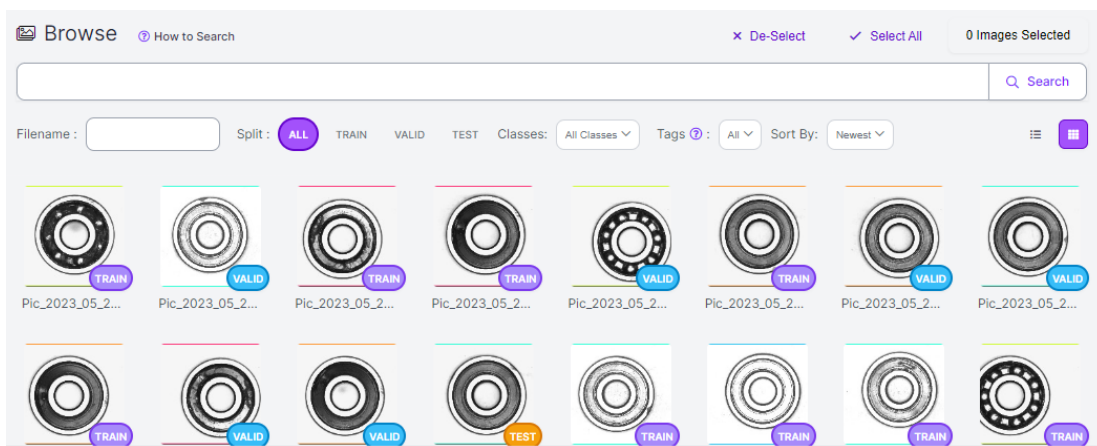 Browse How to Search De-Select Select All 0 Images Selected
Search
Filename : Split : ALL TRAIN VALID TEST Classes: All Classes Tags : All Sort By: Newest
TRAIN VALID TRAIN TRAIN VALID TRAIN VALID VALID
Pic_2023_05_2... Pic_2023_05_2... Pic_2023_05_2... Pic_2023_05_2... Pic_2023_05_2... Pic_2023_05_2... Pic_2023_05_2... Pic_2023_05_2...
TRAIN VALID VALID TEST TRAIN TRAIN TRAIN TRAIN